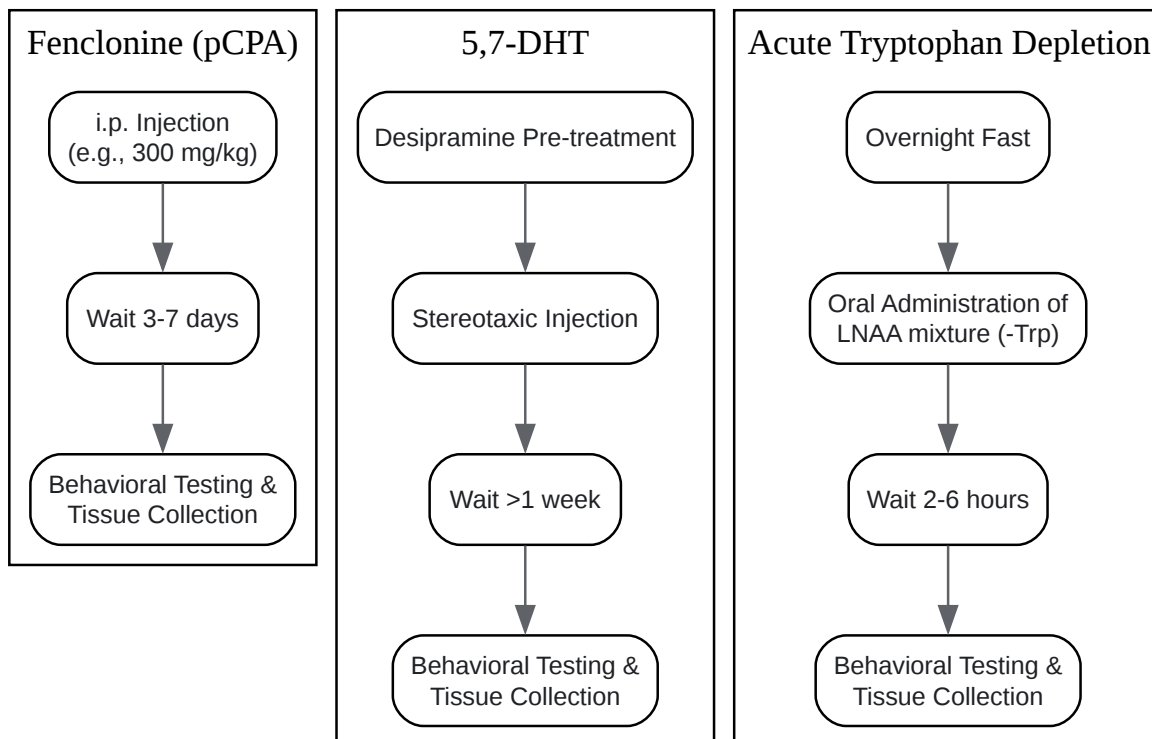 Fenclonine (pCPA)
i.p. Injection
(e.g., 300 mg/kg)
Wait 3-7 days
Behavioral Testing &
Tissue Collection
5,7-DHT
Desipramine Pre-treatment
Stereotaxic Injection
Wait >1 week
Behavioral Testing &
Tissue Collection
Acute Tryptophan Depletion
Overnight Fast
Oral Administration of
LNAA mixture (-Trp)
Wait 2-6 hours
Behavioral Testing &
Tissue Collection